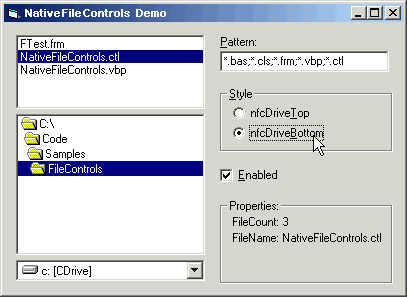 NativeFileControls Demo
FTest.frm
NativeFileControls.ctl
NativeFileControls.vbp
C:\
Code
Samples
FileControls
c: [CDrive]
Pattern:
*.bas;*.cls;*.frm;*.vbp;*.ctl
Style
nfcDriveTop
nfcDriveBottom
Enabled
Properties:
FileCount: 3
FileName: NativeFileControls.ctl